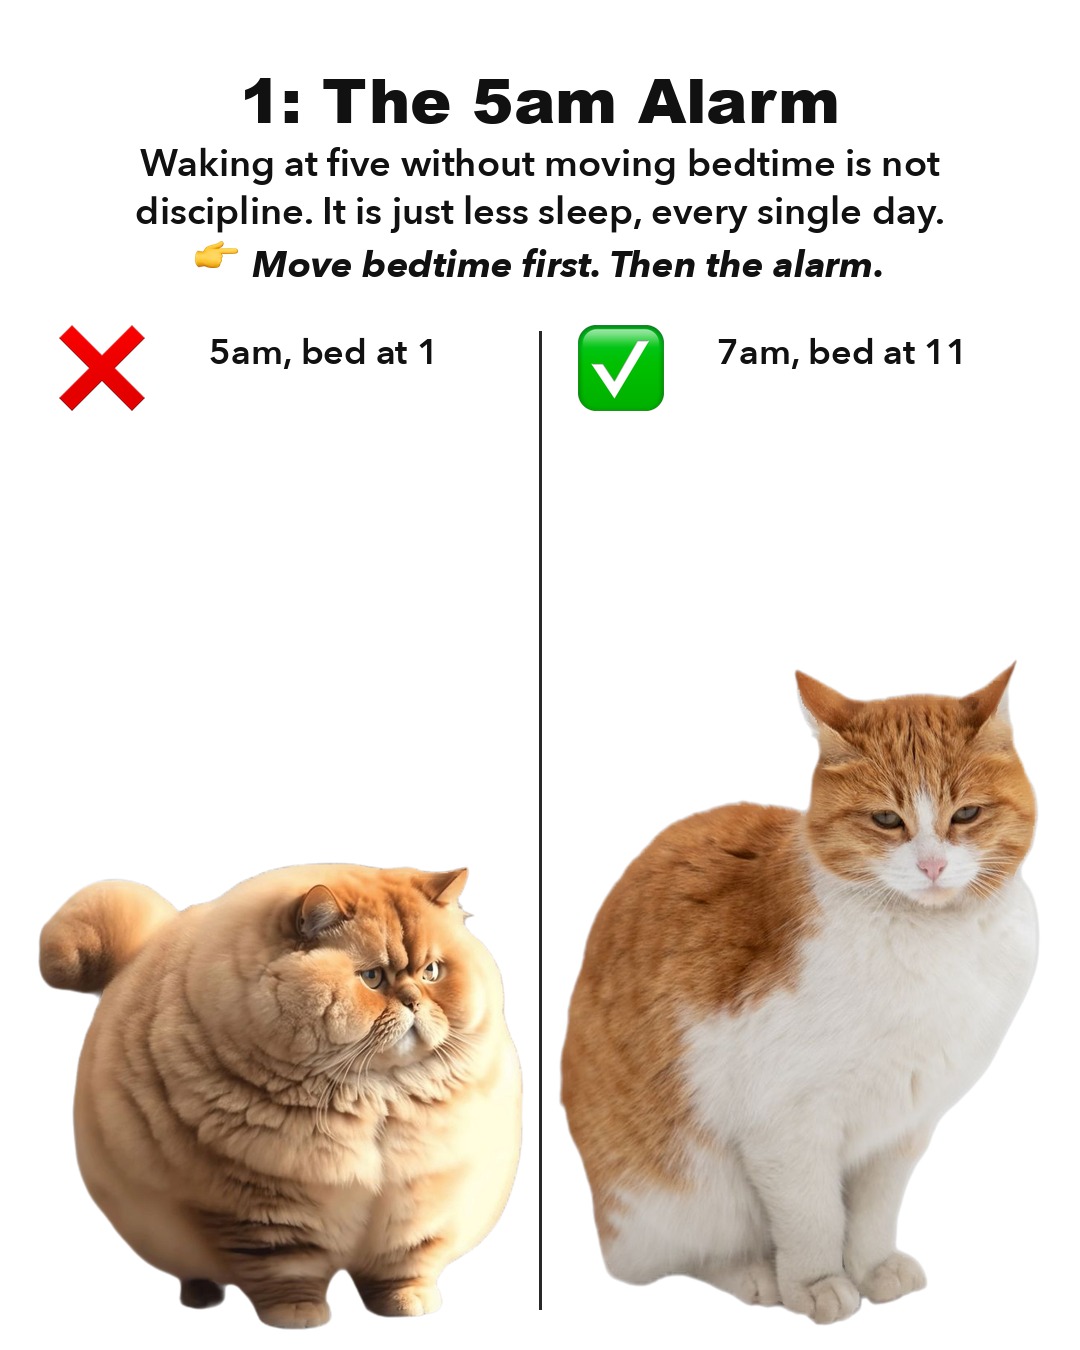 1: The 5am Alarm
Waking at five without moving bedtime is not
discipline. It is just less sleep, every single day.
👉 Move bedtime first. Then the alarm.
5am, bed at 1
7am, bed at 11